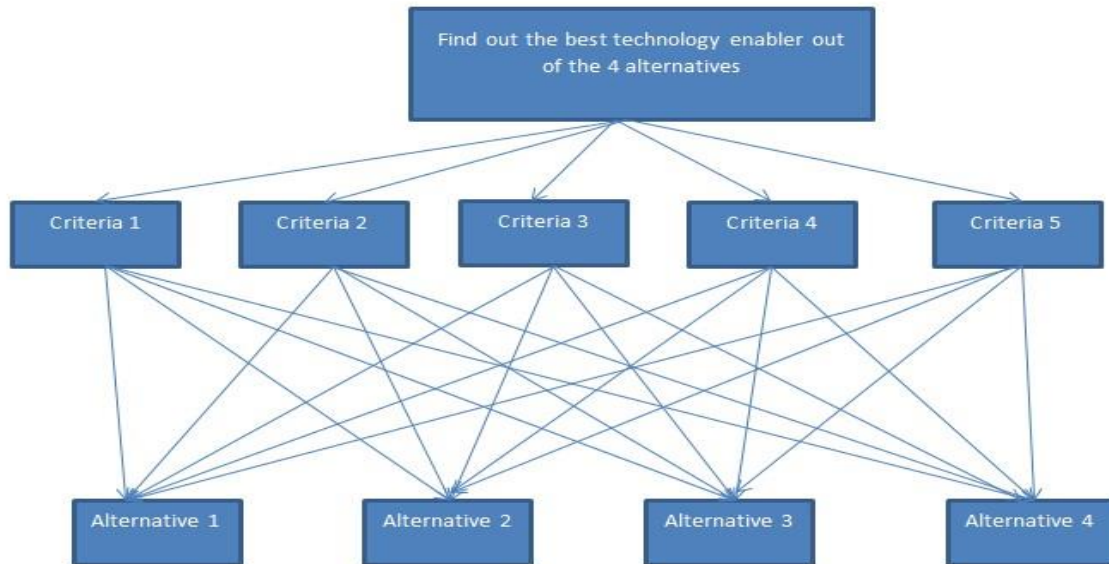 Find out the best technology enabler out
of the 4 alternatives
Criteria 1
Criteria 2
Criteria 3
Criteria 4
Criteria 5
Alternative 1
Alternative 2
Alternative 3
Alternative 4